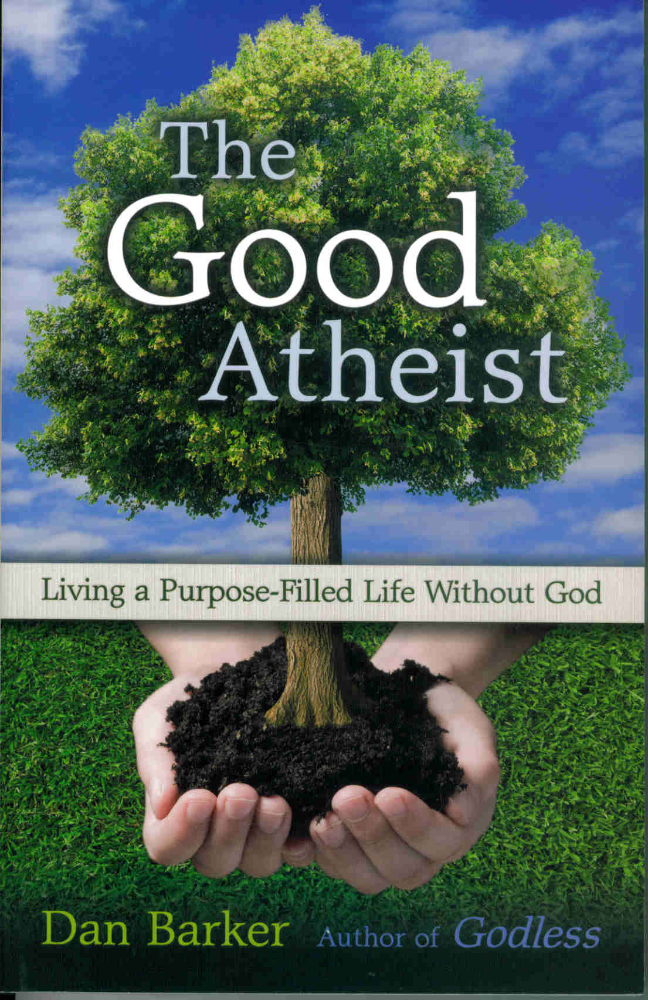 The
Good
Atheist
Living a Purpose-Filled Life Without God
Dan Barker Author of Godless